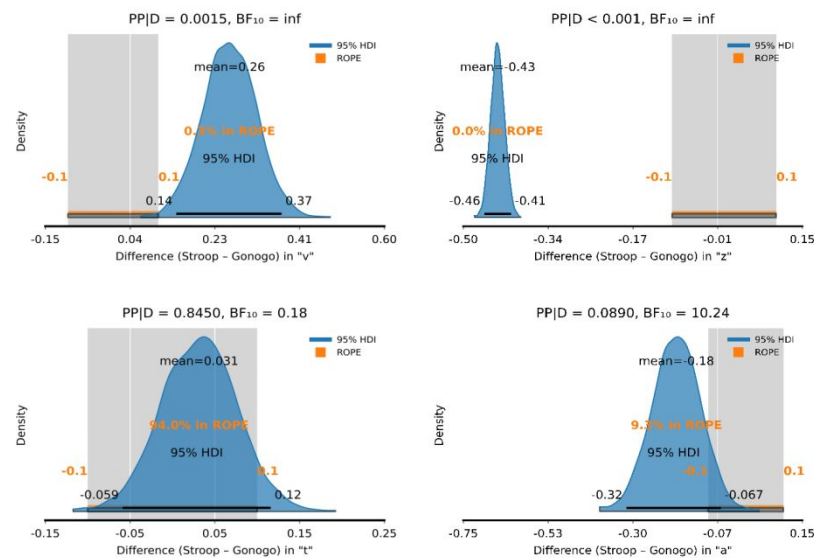 PP|D = 0.0015, BF₁₀ = inf
95% HDI
ROPE
mean=0.26
in ROPE
95% HDI
-0.1
0.1
0.14
0.37
Density
-0.15
0.04
0.23
0.41
0.60
Difference (Stroop – Gonogo) in "v"
PP|D < 0.001, BF₁₀ = inf
95% HDI
ROPE
mean=-0.43
0.0% in ROPE
95% HDI
-0.1
0.1
-0.46
-0.41
Density
-0.50
-0.34
-0.17
-0.01
0.15
Difference (Stroop – Gonogo) in "z"
PP|D = 0.8450, BF₁₀ = 0.18
95% HDI
ROPE
mean=0.031
94.0% in ROPE
95% HDI
-0.1
0.1
-0.059
0.12
Density
-0.15
-0.05
0.05
0.15
0.25
Difference (Stroop – Gonogo) in "t"
PP|D = 0.0890, BF₁₀ = 10.24
95% HDI
ROPE
mean=-0.18
in ROPE
95% HDI
-0.1
0.1
-0.32
-0.067
Density
-0.75
-0.53
-0.30
-0.07
0.15
Difference (Stroop – Gonogo) in "a"